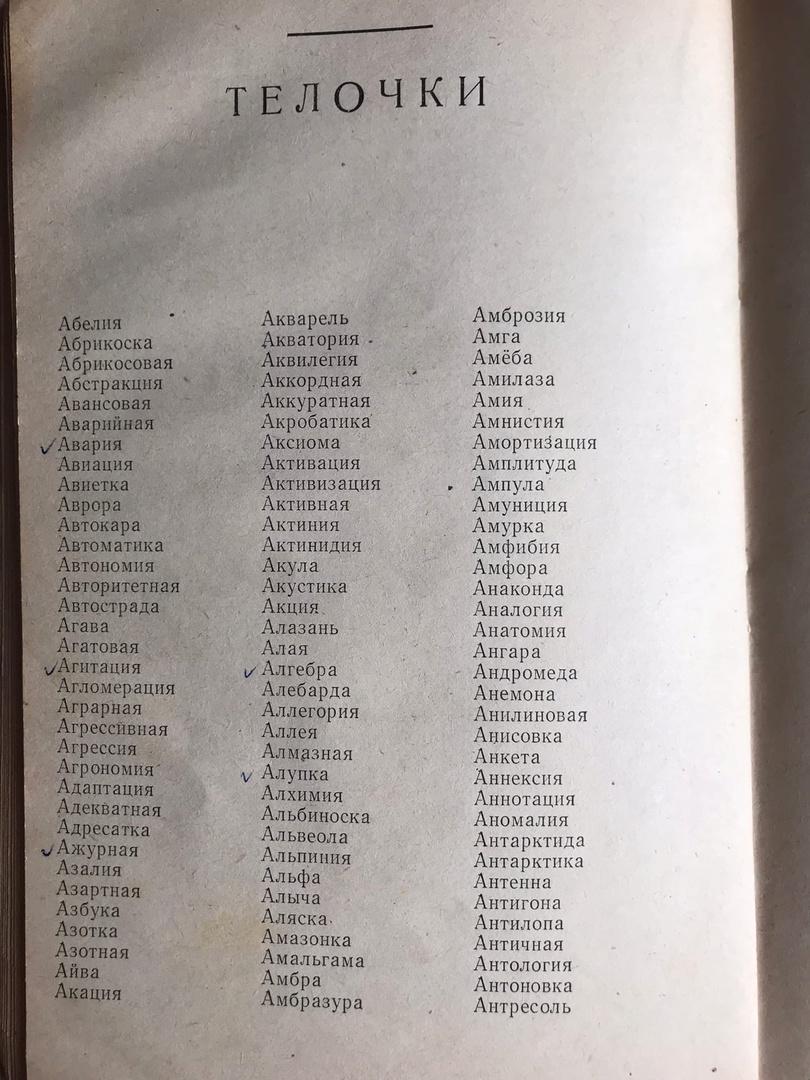 ТЕЛОЧКИ
Абелия
Абрикоска
Абрикосовая
Абстракция
Авансовая
Аварийная
Авария
Авиация
Авиетка
Аврора
Автокара
Автоматика
Автономия
Авторитетная
Автострада
Агава
Агатовая
Агитация
Агломерация
Аграрная
Агрессивная
Агрессия
Агрономия
Адаптация
Адекватная
Адресатка
Ажурная
Азалия
Азартная
Азбука
Азотка
Азотная
Айва
Акация
Акварель
Акватория
Аквилегия
Аккордная
Аккуратная
Акробатика
Аксиома
Активация
Активизация
Активная
Актиния
Актинидия
Акула
Акустика
Акция
Алазань
Алая
Алгебра
Алебарда
Аллегория
Аллея
Алмазная
Алупка
Алхимия
Альбиноска
Альвеола
Альпиния
Альфа
Алыча
Аляска
Амазонка
Амальгама
Амбра
Амбразура
Амброзия
Амга
Амёба
Амилаза
Амия
Амнистия
Амортизация
Амплитуда
Ампула
Амуниция
Амурка
Амфибия
Амфора
Анаконда
Аналогия
Анатомия
Ангара
Андромеда
Анемона
Анилиновая
Анисовка
Анкета
Аннексия
Аннотация
Аномалия
Антарктида
Антарктика
Антенна
Антигона
Антилопа
Античная
Антология
Антоновка
Антресоль